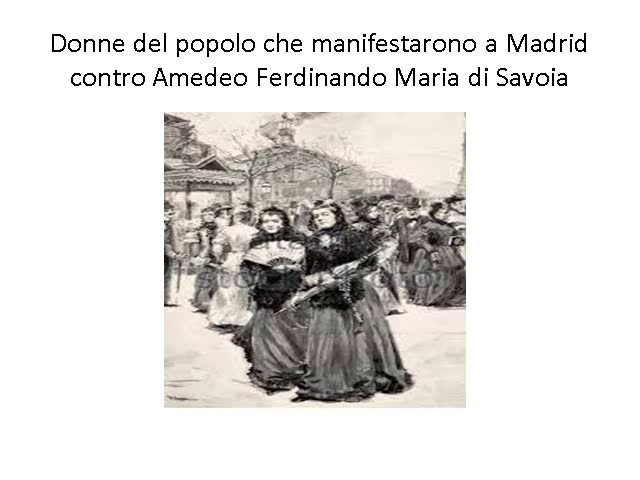 Donne del popolo che manifestarono a Madrid
contro Amedeo Ferdinando Maria di Savoia